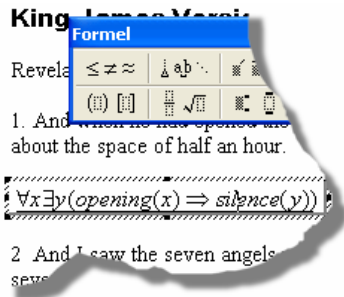 King James Versi
Formel
≤≠≈
Revela
1. And when he had opened the
about the space of half an hour.
∀x∃y(opening(x) ⇒ silence(y))
2 And I saw the seven angels
seve